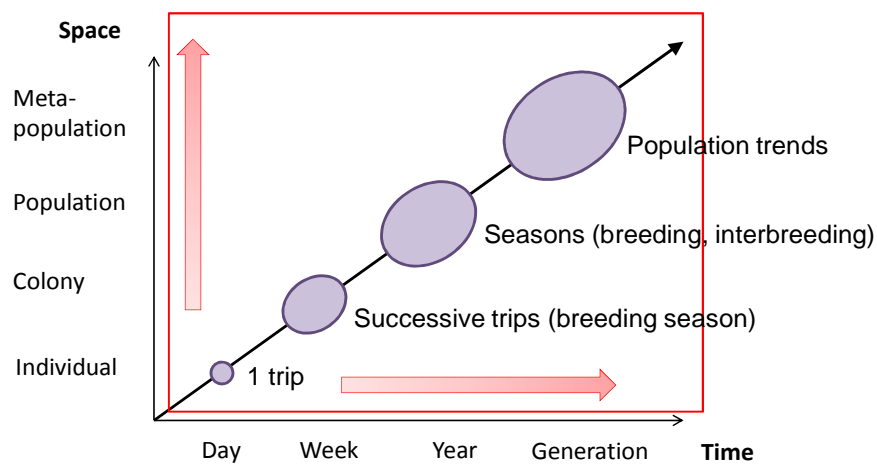 Space
Meta-
population
Population trends
Population
Seasons (breeding, interbreeding)
Colony
Successive trips (breeding season)
Individual
1 trip
Day
Week
Year
Generation
Time